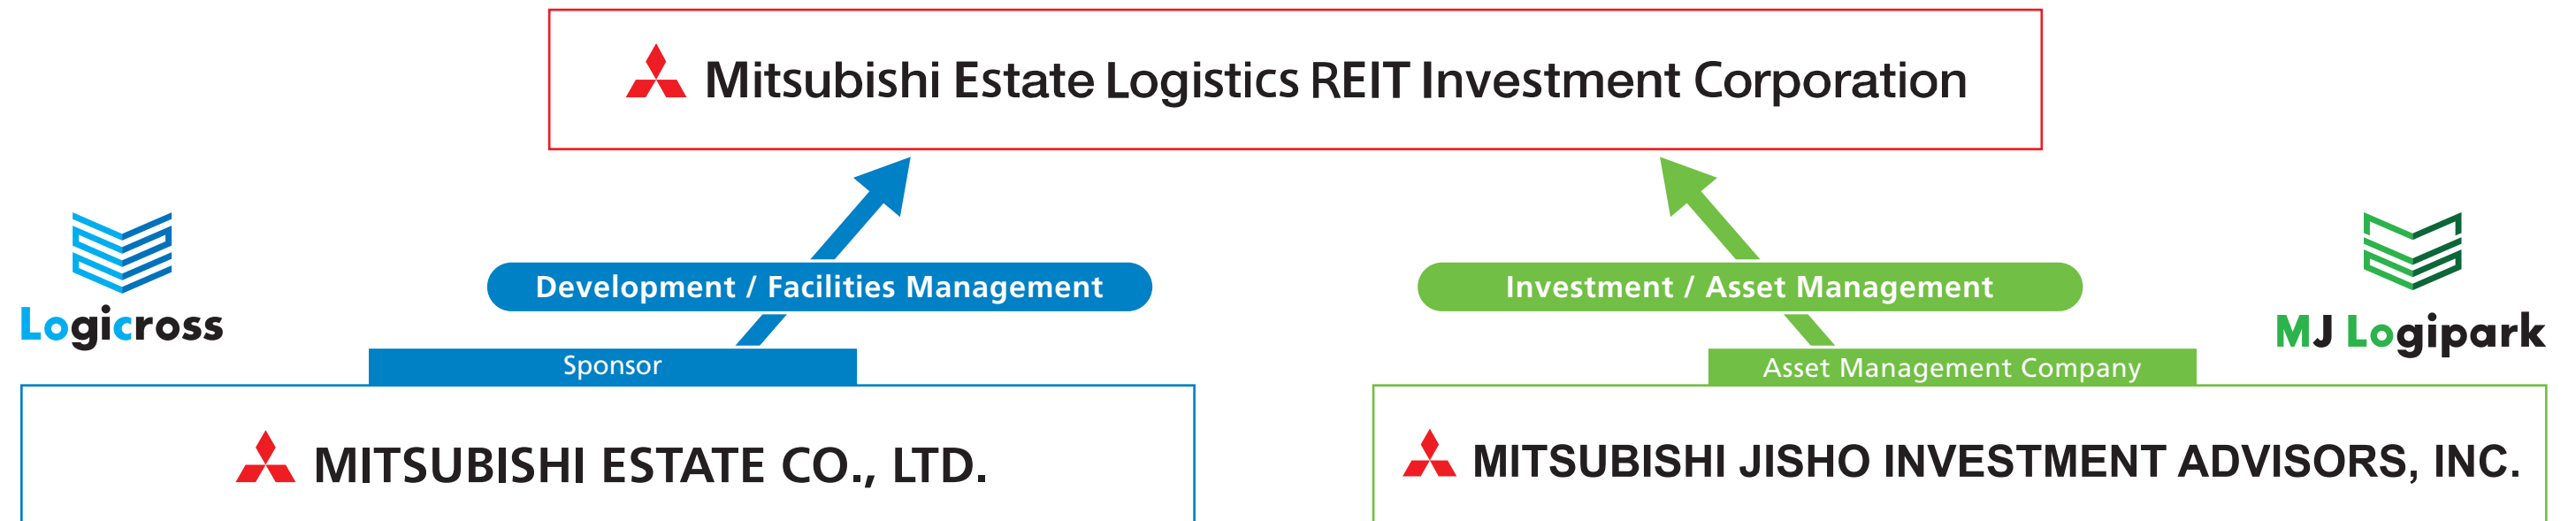 Mitsubishi Estate Logistics REIT Investment Corporation
Logicross
Development / Facilities Management
Investment / Asset Management
MJ Logipark
Sponsor
Asset Management Company
MITSUBISHI ESTATE CO., LTD.
MITSUBISHI JISHO INVESTMENT ADVISORS, INC.